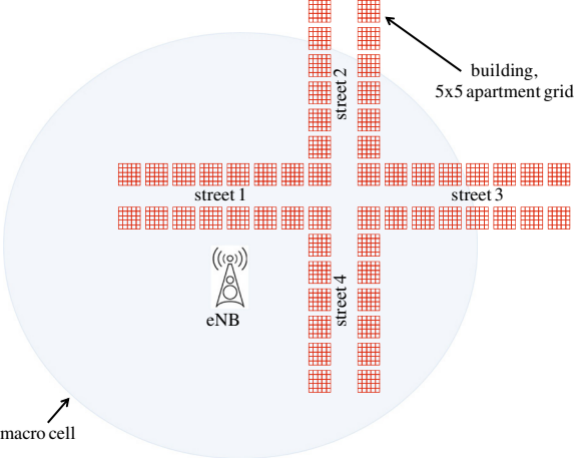 building,
5x5 apartment grid
street 2
street 1
street 3
street 4
eNB
macro cell